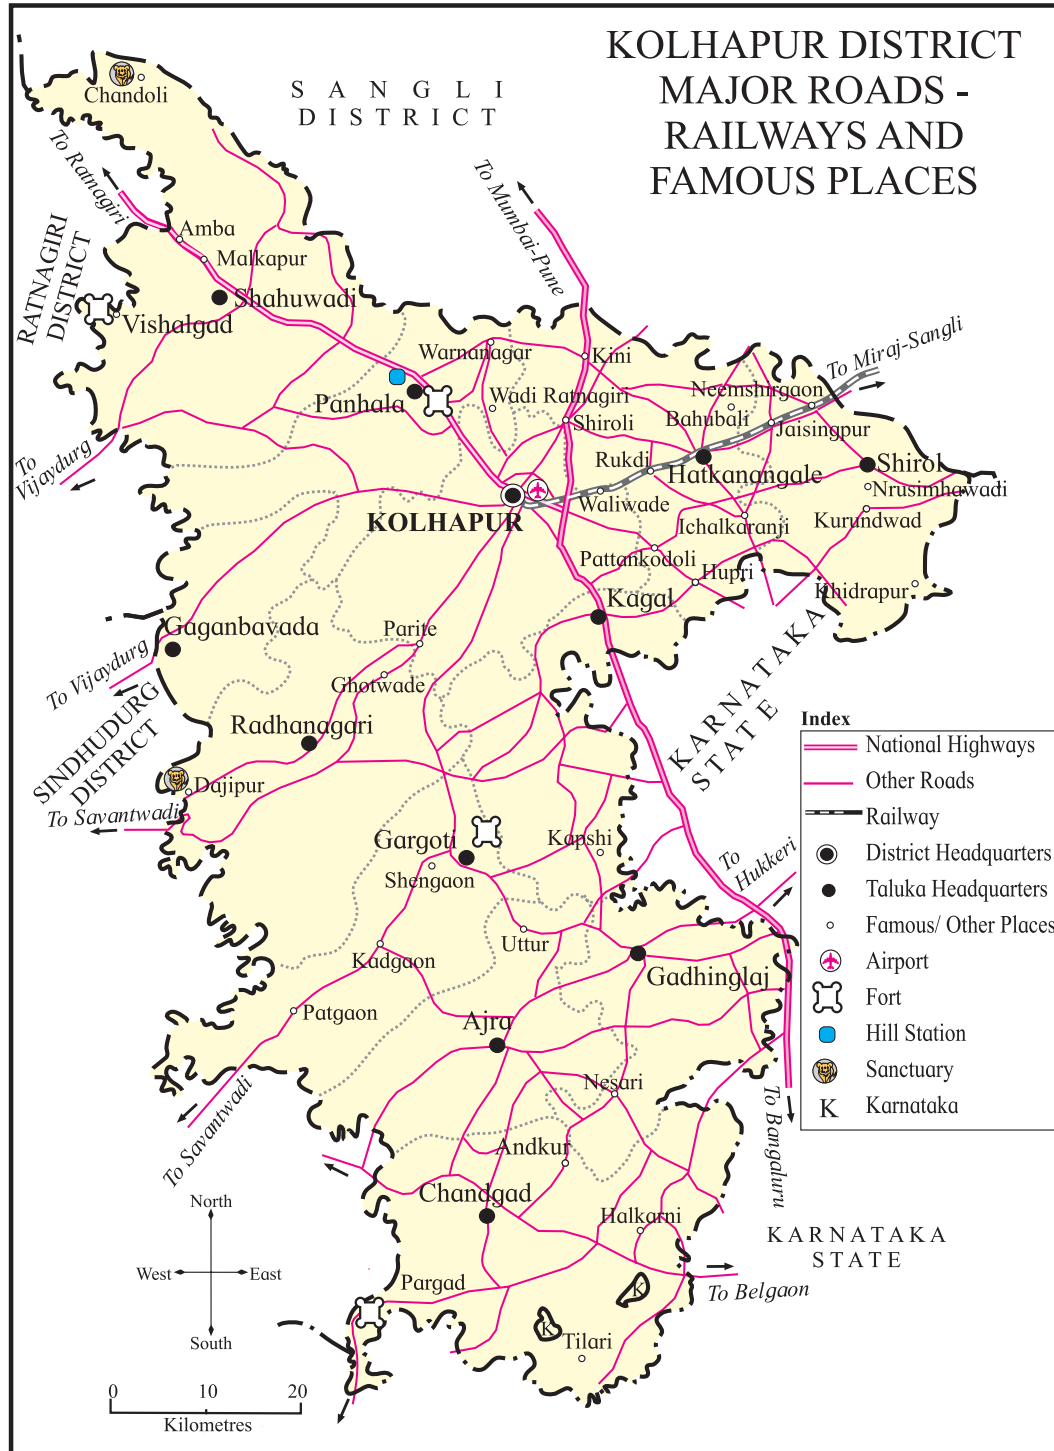 KOLHAPUR DISTRICT
MAJOR ROADS -
RAILWAYS AND
FAMOUS PLACES
SANGLI
DISTRICT
Chandoli
To Ratnagiri
To Mumbai-Pune
RATNAGIRI
DISTRICT
Amba
Malkapur
Shahuwadi
Vishalgad
Warnanagar
Kini
To Miraj-Sangli
Neemshirgaon
Panhala
Wadi Ratnagiri
Bahubali
Shiroli
Jaisingpur
To
Vijaydurg
Rukdi
Hatkanangale
Shirol
Nrusimhawadi
Waliwade
KOLHAPUR
Ichalkaranji
Kurundwad
Pattankodoli
Hupri
Khidrapur
Kagal
Gaganbavada
Parite
To Vijaydurg
Ghotwade
KARNATAKA
STATE
SINDHUDURG
DISTRICT
Radhanagari
Dajipur
To Savantwadi
Gargoti
Kapshi
Shengaon
To
Hukkeri
Uttur
Kadgaon
Gadhinglaj
Patgaon
Ajra
Nesari
To Savantwadi
To Bangaluru
Andkur
Chandgad
Halkarni
KARNATAKA
STATE
Pargad
To Belgaon
K
K
Tilari
North
West
East
South
0 10 20
Kilometres
Index
National Highways
Other Roads
Railway
District Headquarters
Taluka Headquarters
Famous/ Other Places
Airport
Fort
Hill Station
Sanctuary
K Karnataka